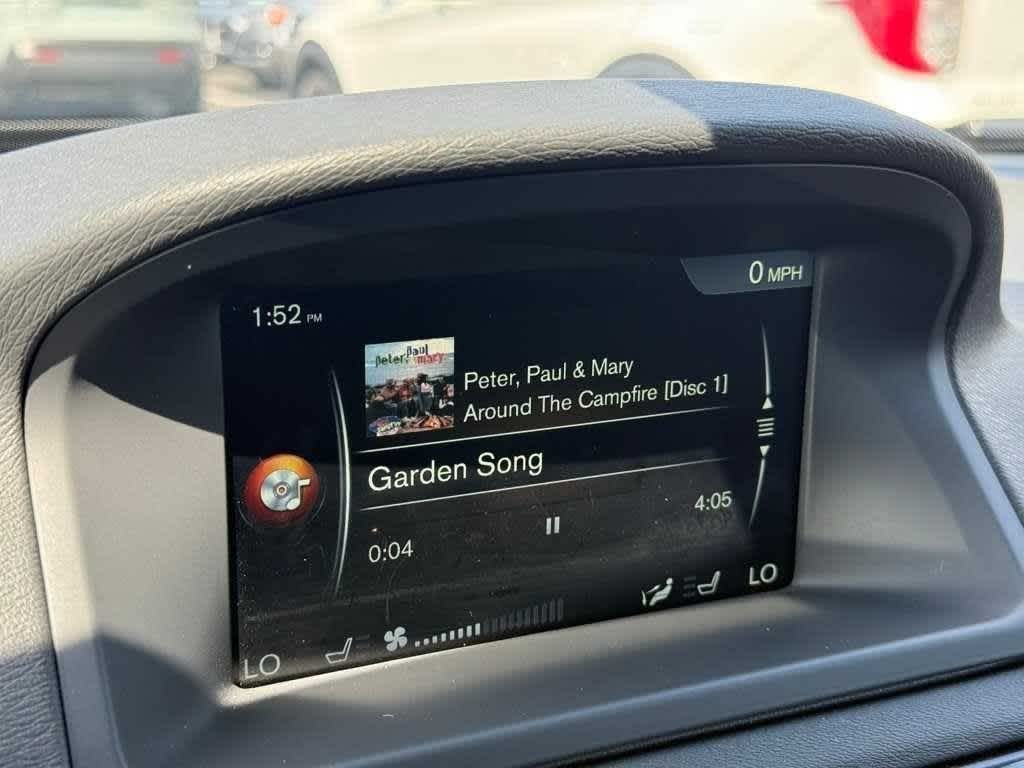 0 MPH
1:52 PM
Paul
Peter, & mary
Peter, Paul & Mary
Around The Campfire [Disc 1]
Garden Song
4:05
0:04
LO
LO